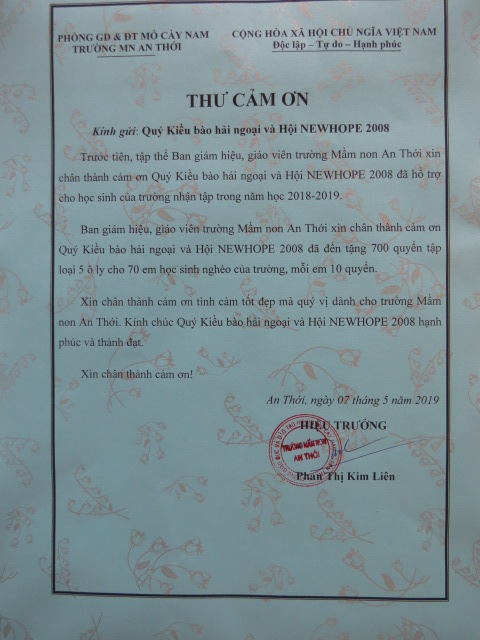 PHÒNG GD & ĐT MỎ CÀY NAM
TRƯỜNG MN AN THỚI
CỘNG HÒA XÃ HỘI CHỦ NGĨA VIỆT NAM
Độc lập – Tự do – Hạnh phúc
THƯ CẢM ƠN
Kính gửi: Quý Kiều bào hải ngoại và Hội NEWHOPE 2008
Trước tiên, tập thể Ban giám hiệu, giáo viên trường Mầm non An Thới xin
chân thành cảm ơn Quý Kiều bào hải ngoại và Hội NEWHOPE 2008 đã hỗ trợ
cho học sinh của trường nhận tập trong năm học 2018-2019.
Ban giám hiệu, giáo viên trường Mầm non An Thới xin chân thành cảm ơn
Quý Kiều bào hải ngoại và Hội NEWHOPE 2008 đã đến tặng 700 quyển tập
loại 5 ô ly cho 70 em học sinh nghèo của trường, mỗi em 10 quyển.
Xin chân thành cảm ơn tình cảm tốt đẹp mà quý vị dành cho trường Mầm
non An Thới. Kính chúc Quý Kiều bào hải ngoại và Hội NEWHOPE 2008 hạnh
phúc và thành đạt.
Xin chân thành cảm ơn!
An Thới, ngày 07 tháng 5 năm 2019
HIỆU TRƯỞNG
TRƯỜNG MẦM NON
AN THỚI
Phan Thị Kim Liên